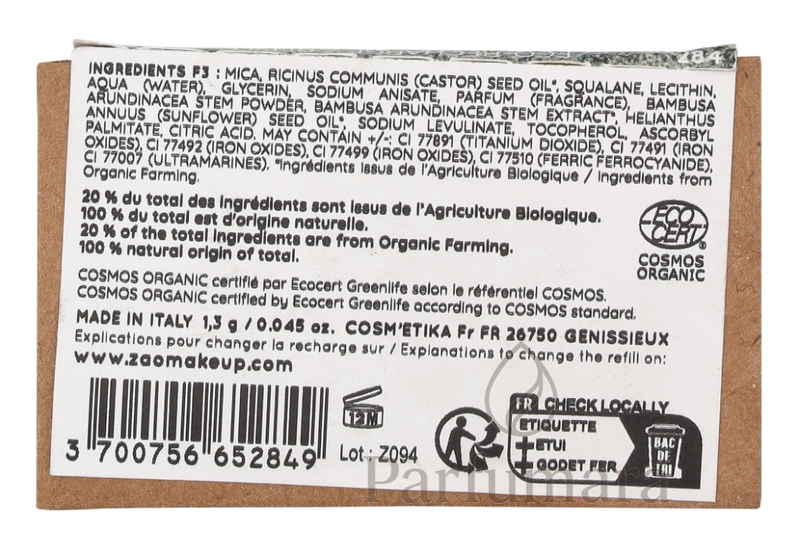 284
INGREDIENTS F3 : MICA, RICINUS COMMUNIS (CASTOR) SEED OIL*, SQUALANE, LECITHIN,
AQUA (WATER), GLYCERIN, SODIUM ANISATE, PARFUM (FRAGRANCE), BAMBUSA
ARUNDINACEA STEM POWDER, BAMBUSA ARUNDINACEA STEM EXTRACT*, HELIANTHUS
ANNUUS (SUNFLOWER) SEED OIL*, SODIUM LEVULINATE, TOCOPHEROL, ASCORBYL
PALMITATE, CITRIC ACID. MAY CONTAIN +/-: CI 77891 (TITANIUM DIOXIDE), CI 77491 (IRON
OXIDES), CI 77492 (IRON OXIDES), CI 77499 (IRON OXIDES), CI 77510 (FERRIC FERROCYANIDE),
CI 77007 (ULTRAMARINES). *Ingrédients issus de l'Agriculture Biologique / Ingredients from
Organic Farming.
20 % du total des ingrédients sont issus de l'Agriculture Biologique.
100 % du total est d'origine naturelle.
20 % of the total ingredients are from Organic Farming.
100 % natural origin of total.
ECO
CERT®
COSMOS
ORGANIC
COSMOS ORGANIC certifié par Ecocert Greenlife selon le référentiel COSMOS.
COSMOS ORGANIC certified by Ecocert Greenlife according to COSMOS standard.
MADE IN ITALY 1,3 g / 0.045 oz. COSM'ETIKA Fr FR 26750 GENISSIEUX
Explications pour changer la recharge sur / Explanations to change the refill on:
www.zaomakeup.com
12M
FR CHECK LOCALLY
ETIQUETTE
+ ETUI
+ GODET FER
BAC
DE
TRI
3 700756 652849
Lot: Z094
Parfumara